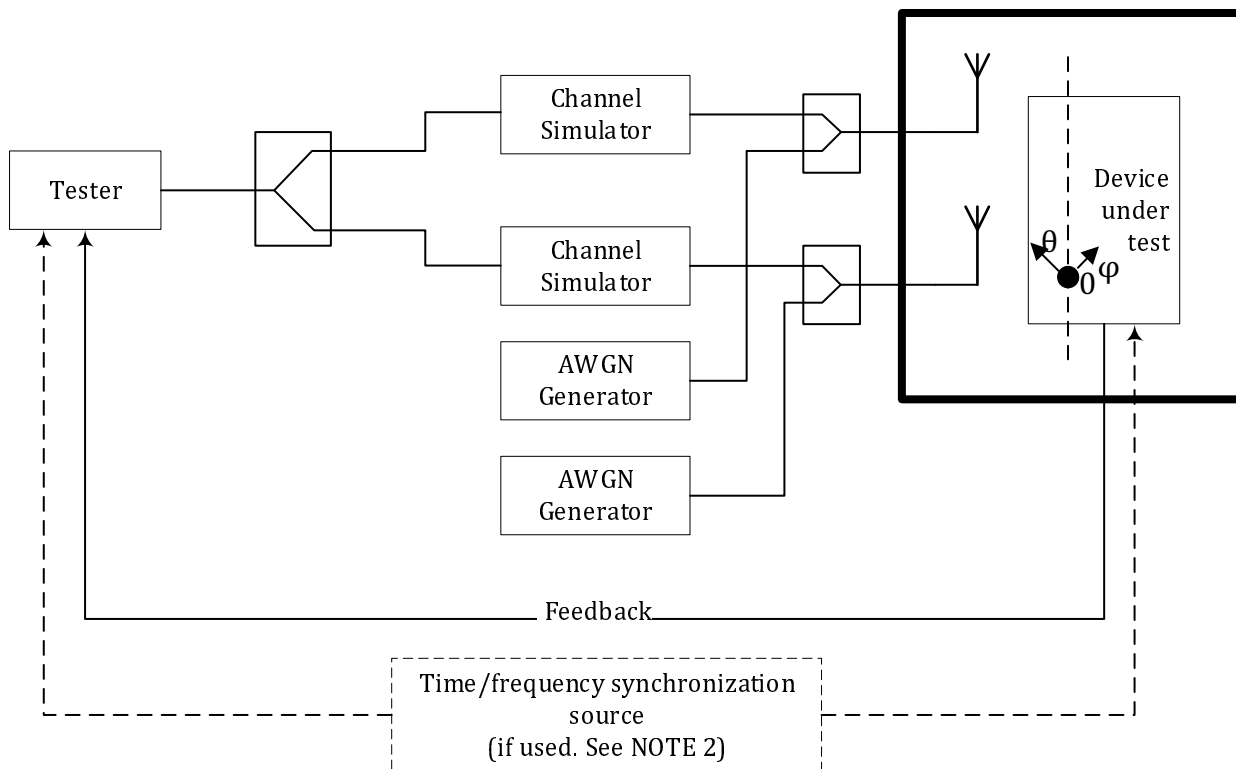 Channel
Simulator
Tester
Device
under
test
θ
φ
0
Channel
Simulator
AWGN
Generator
AWGN
Generator
Feedback
Time/frequency synchronization
source
(if used. See NOTE 2)